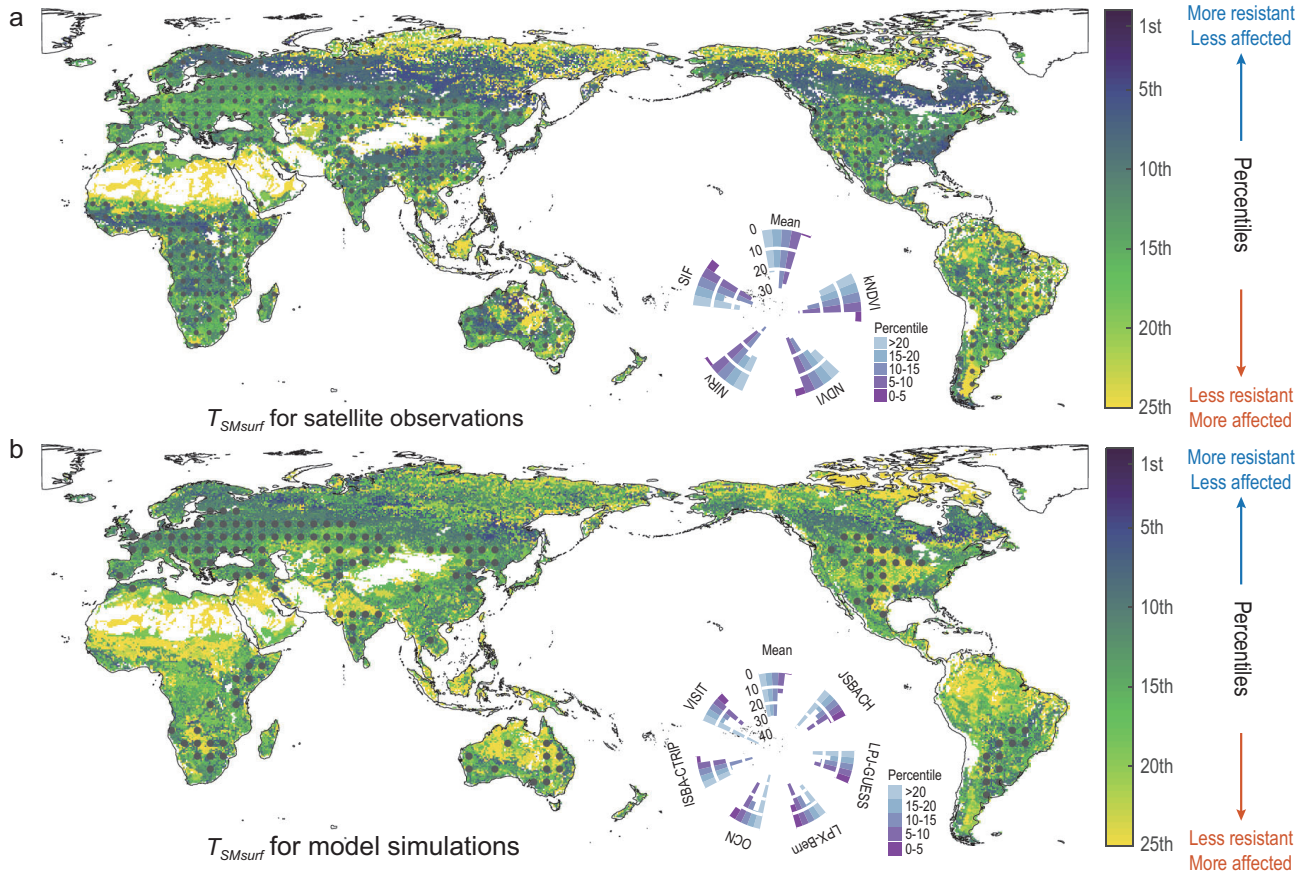 a
1st
5th
10th
15th
20th
25th
More resistant
Less affected
Percentiles
Less resistant
More affected
Mean
0
10
20
30
kNDVI
NDVI
NIRv
SIF
Percentile
>20
15-20
10-15
5-10
0-5
TSMsurf for satellite observations
b
1st
5th
10th
15th
20th
25th
More resistant
Less affected
Percentiles
Less resistant
More affected
Mean
0
10
20
30
40
JSBACH
LPJ-GUESS
LPX-Bern
OCN
ISBA-CTRIP
VISIT
Percentile
>20
15-20
10-15
5-10
0-5
TSMsurf for model simulations